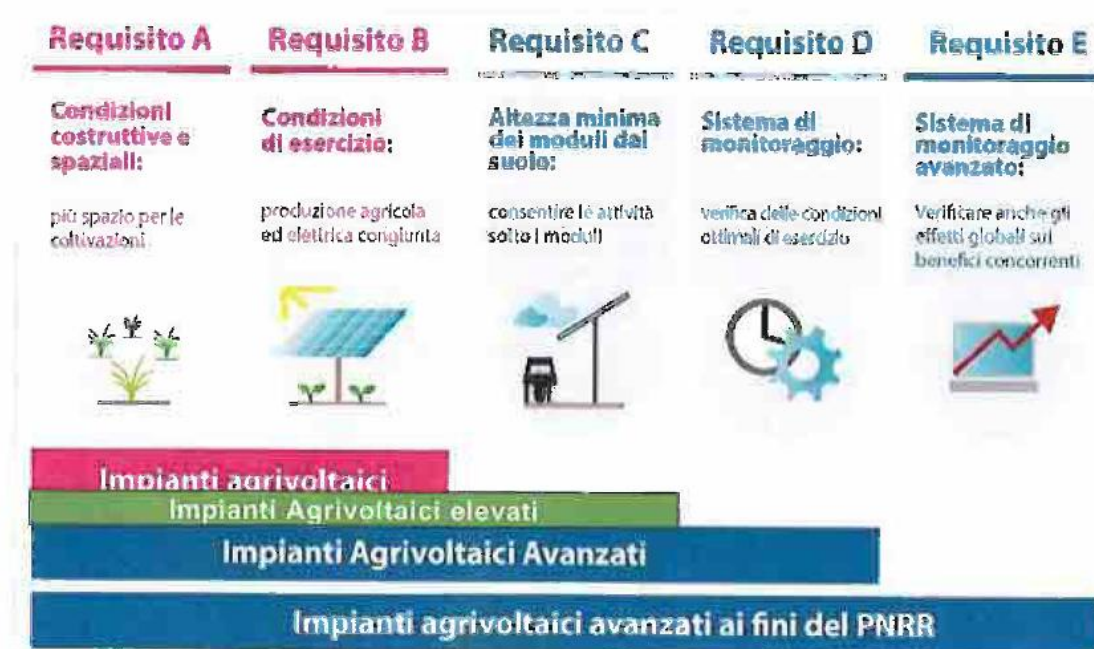 Requisito A
Requisito B
Requisito C
Requisito D
Requisito E
Condizioni
costruttive e
spaziali:
più spazio per le
coltivazioni
Condizioni
di esercizio:
produzione agricola
ed elettrica congiunta
Altezza minima
dei moduli dal
suolo:
consentire le attività
sotto i moduli
Sistema di
monitoraggio:
verifica delle condizioni
ottimali di esercizio
Sistema di
monitoraggio
avanzato:
Verificare anche gli
effetti globali sui
benefici concorrenti
Impianti agrivoltaici
Impianti Agrivoltaici elevati
Impianti Agrivoltaici Avanzati
Impianti agrivoltaici avanzati ai fini del PNRR